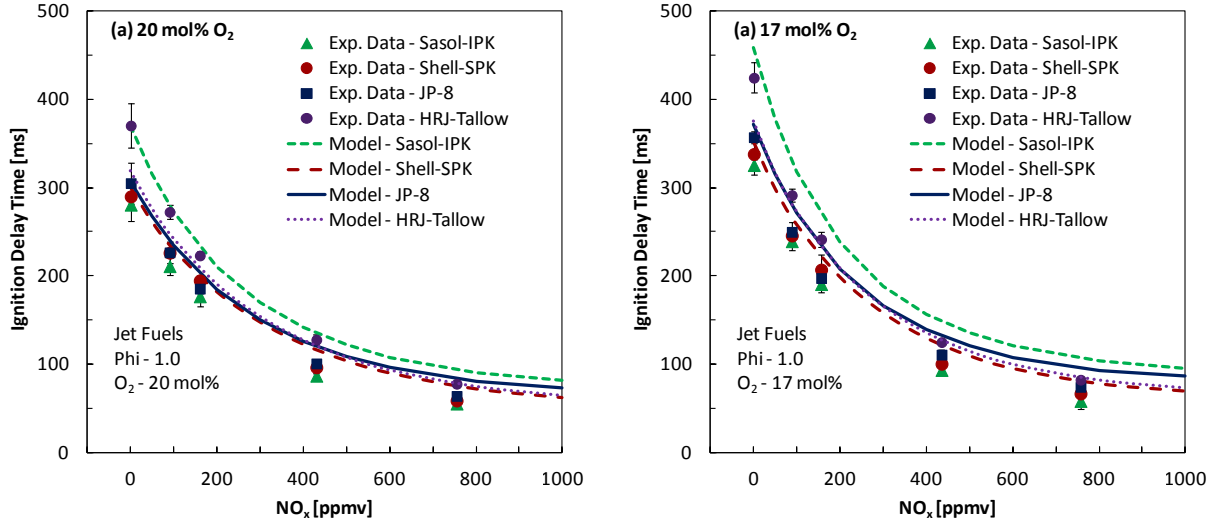 (a) 20 mol% O₂
Exp. Data - Sasol-IPK
Exp. Data - Shell-SPK
Exp. Data - JP-8
Exp. Data - HRJ-Tallow
Model - Sasol-IPK
Model - Shell-SPK
Model - JP-8
Model - HRJ-Tallow
Jet Fuels
Phi - 1.0
O₂ - 20 mol%
Ignition Delay Time [ms]
500
400
300
200
100
0
0
200
400
600
800
1000
NOₓ [ppmv]
(a) 17 mol% O₂
Exp. Data - Sasol-IPK
Exp. Data - Shell-SPK
Exp. Data - JP-8
Exp. Data - HRJ-Tallow
Model - Sasol-IPK
Model - Shell-SPK
Model - JP-8
Model - HRJ-Tallow
Jet Fuels
Phi - 1.0
O₂ - 17 mol%
Ignition Delay Time [ms]
500
400
300
200
100
0
0
200
400
600
800
1000
NOₓ [ppmv]